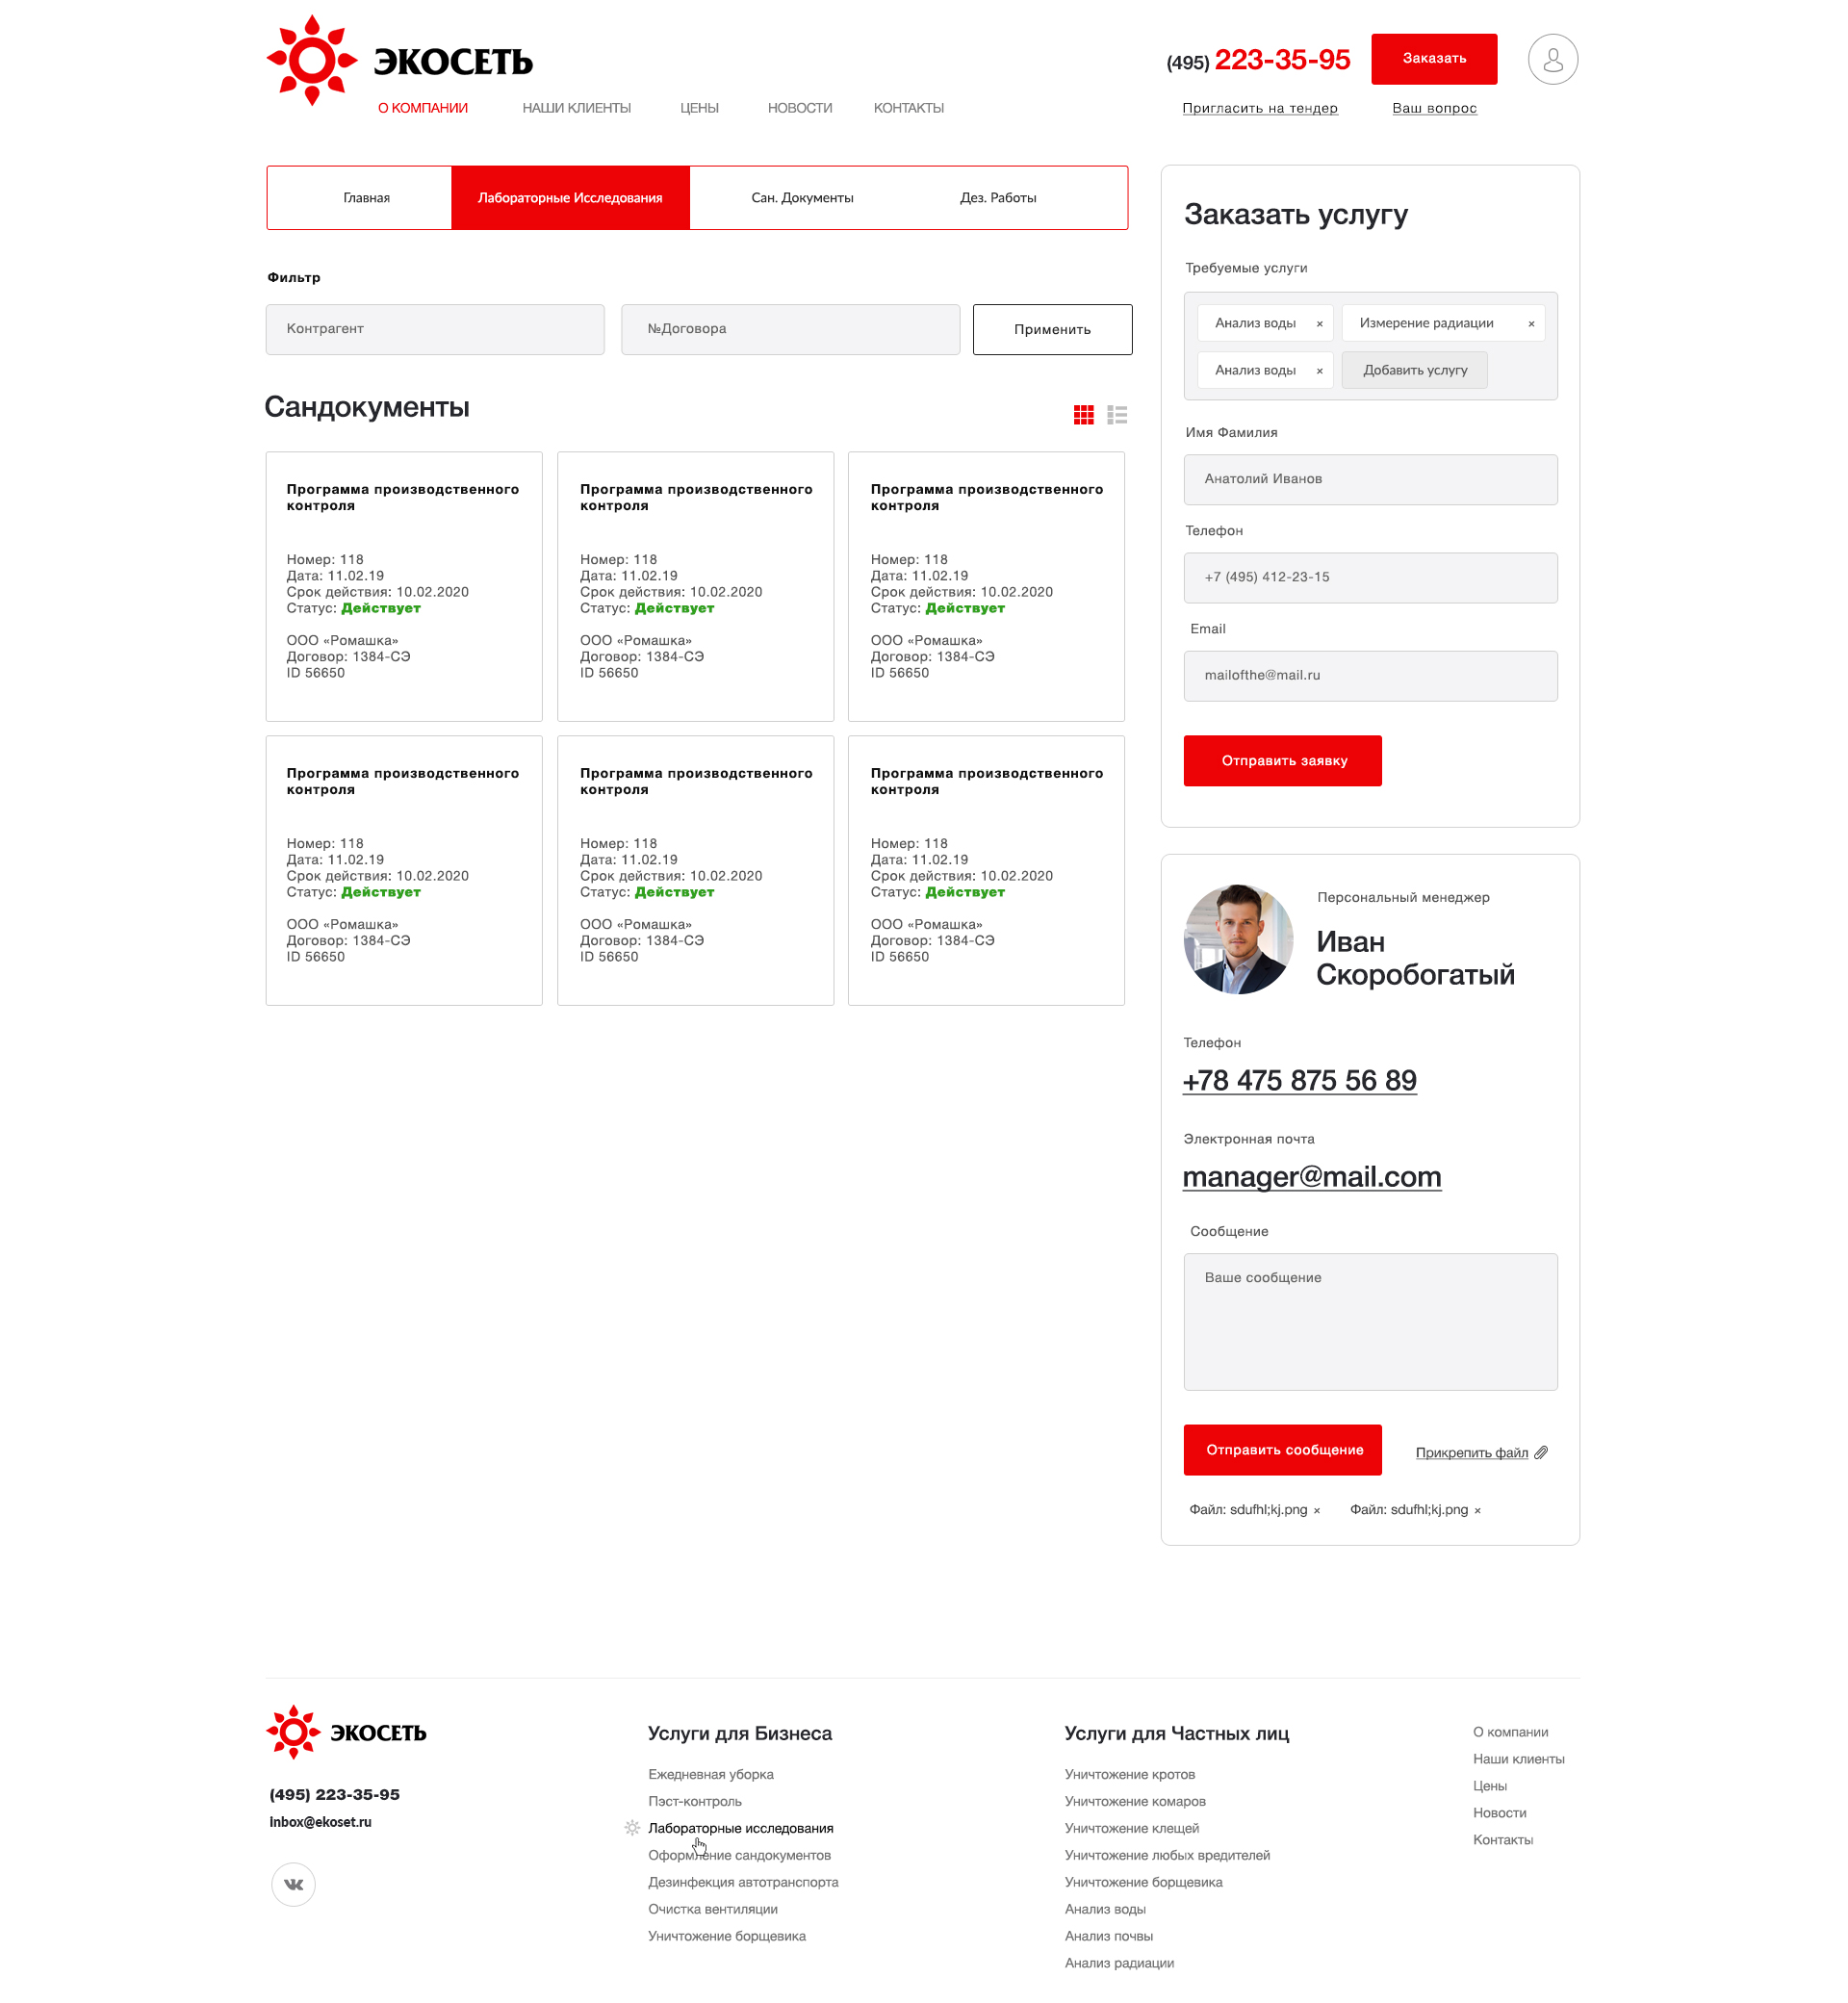 ЭКОСЕТЬ
(495) 223-35-95
Заказать
О КОМПАНИИ
НАШИ КЛИЕНТЫ
ЦЕНЫ
НОВОСТИ
КОНТАКТЫ
Пригласить на тендер
Ваш вопрос
Главная
Лабораторные Исследования
Сан. Документы
Дез. Работы
Фильтр
Контрагент
№Договора
Применить
Сандокументы
Программа производственного
контроля
Номер: 118
Дата: 11.02.19
Срок действия: 10.02.2020
Статус: Действует
ООО «Ромашка»
Договор: 1384-СЭ
ID 56650
Программа производственного
контроля
Номер: 118
Дата: 11.02.19
Срок действия: 10.02.2020
Статус: Действует
ООО «Ромашка»
Договор: 1384-СЭ
ID 56650
Программа производственного
контроля
Номер: 118
Дата: 11.02.19
Срок действия: 10.02.2020
Статус: Действует
ООО «Ромашка»
Договор: 1384-СЭ
ID 56650
Программа производственного
контроля
Номер: 118
Дата: 11.02.19
Срок действия: 10.02.2020
Статус: Действует
ООО «Ромашка»
Договор: 1384-СЭ
ID 56650
Программа производственного
контроля
Номер: 118
Дата: 11.02.19
Срок действия: 10.02.2020
Статус: Действует
ООО «Ромашка»
Договор: 1384-СЭ
ID 56650
Программа производственного
контроля
Номер: 118
Дата: 11.02.19
Срок действия: 10.02.2020
Статус: Действует
ООО «Ромашка»
Договор: 1384-СЭ
ID 56650
Заказать услугу
Требуемые услуги
Анализ воды ×
Измерение радиации ×
Анализ воды ×
Добавить услугу
Имя Фамилия
Анатолий Иванов
Телефон
+7 (495) 412-23-15
Email
mailofthe@mail.ru
Отправить заявку
Персональный менеджер
Иван
Скоробогатый
Телефон
+78 475 875 56 89
Электронная почта
manager@mail.com
Сообщение
Ваше сообщение
Отправить сообщение
Прикрепить файл
Файл: sdufhl;kj.png ×
Файл: sdufhl;kj.png ×
ЭКОСЕТЬ
(495) 223-35-95
inbox@ekoset.ru
Услуги для Бизнеса
Ежедневная уборка
Пэст-контроль
Лабораторные исследования
Оформление сандокументов
Дезинфекция автотранспорта
Очистка вентиляции
Уничтожение борщевика
Услуги для Частных лиц
Уничтожение кротов
Уничтожение комаров
Уничтожение клещей
Уничтожение любых вредителей
Уничтожение борщевика
Анализ воды
Анализ почвы
Анализ радиации
О компании
Наши клиенты
Цены
Новости
Контакты